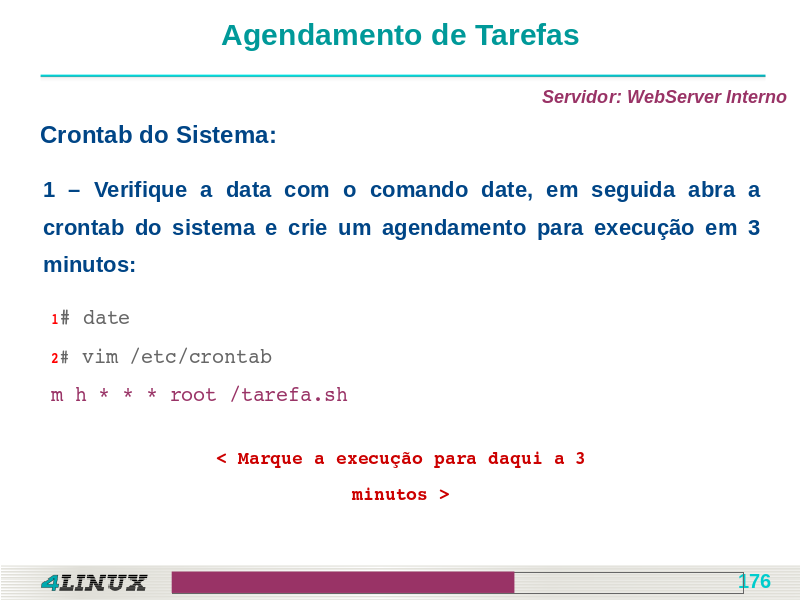 Agendamento de Tarefas
Servidor: WebServer Interno
Crontab do Sistema:
1 – Verifique a data com o comando date, em seguida abra a
crontab do sistema e crie um agendamento para execução em 3
minutos:
1# date
2# vim /etc/crontab
m h * * * root /tarefa.sh
< Marque a execução para daqui a 3
minutos >
4LINUX
176